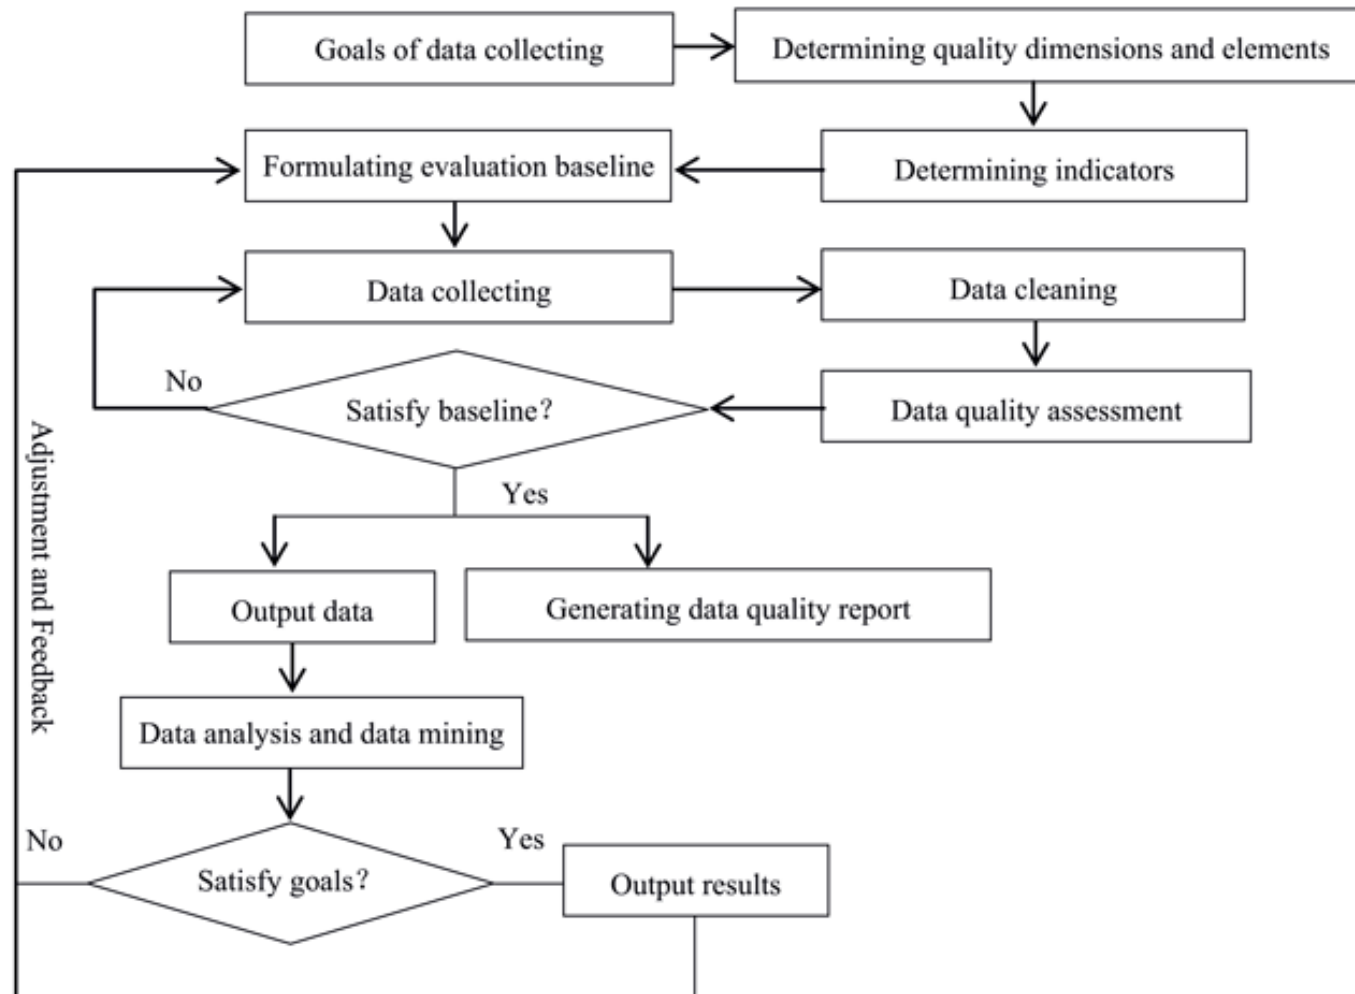 Goals of data collecting
Determining quality dimensions and elements
Formulating evaluation baseline
Determining indicators
Data collecting
Data cleaning
No
Satisfy baseline?
Data quality assessment
Yes
Adjustment and Feedback
Output data
Generating data quality report
Data analysis and data mining
No
Satisfy goals?
Yes
Output results